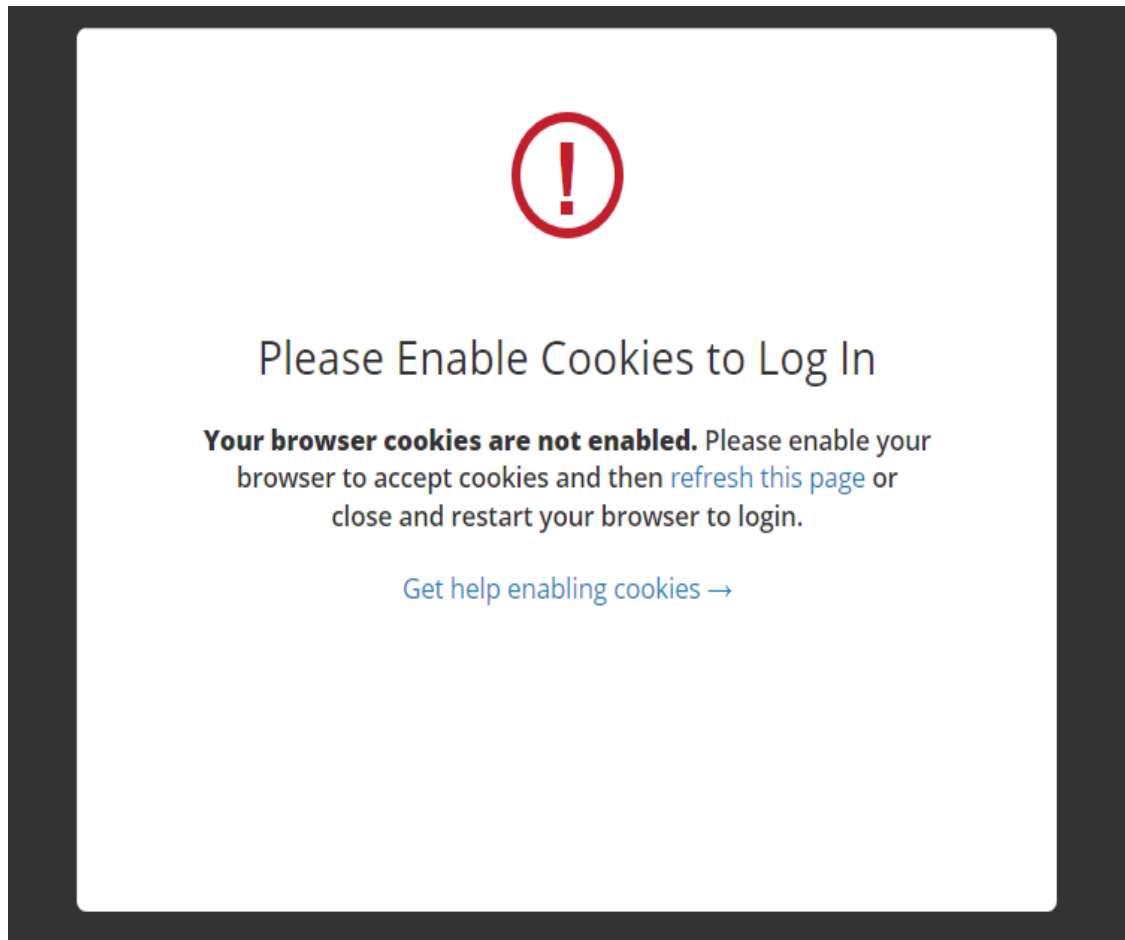 !
Please Enable Cookies to Log In
Your browser cookies are not enabled. Please enable your
browser to accept cookies and then refresh this page or
close and restart your browser to login.
Get help enabling cookies →